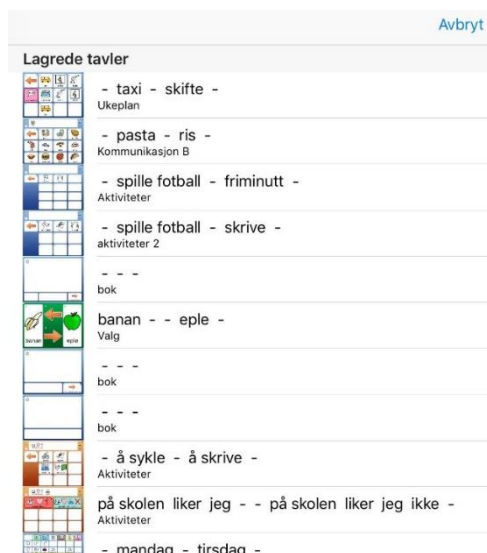 Avbryt
Lagrede tavler
- taxi - skifte -
Ukeplan
- pasta - ris -
Kommunikasjon B
- spille fotball - friminutt -
Aktiviteter
- spille fotball - skrive -
aktiviteter 2
- - -
bok
banan - - eple -
Valg
banan
eple
- - -
bok
- - -
bok
- å sykle - å skrive -
Aktiviteter
på skolen liker jeg - - på skolen liker jeg ikke -
Aktiviteter
- mandag - tirsdag -